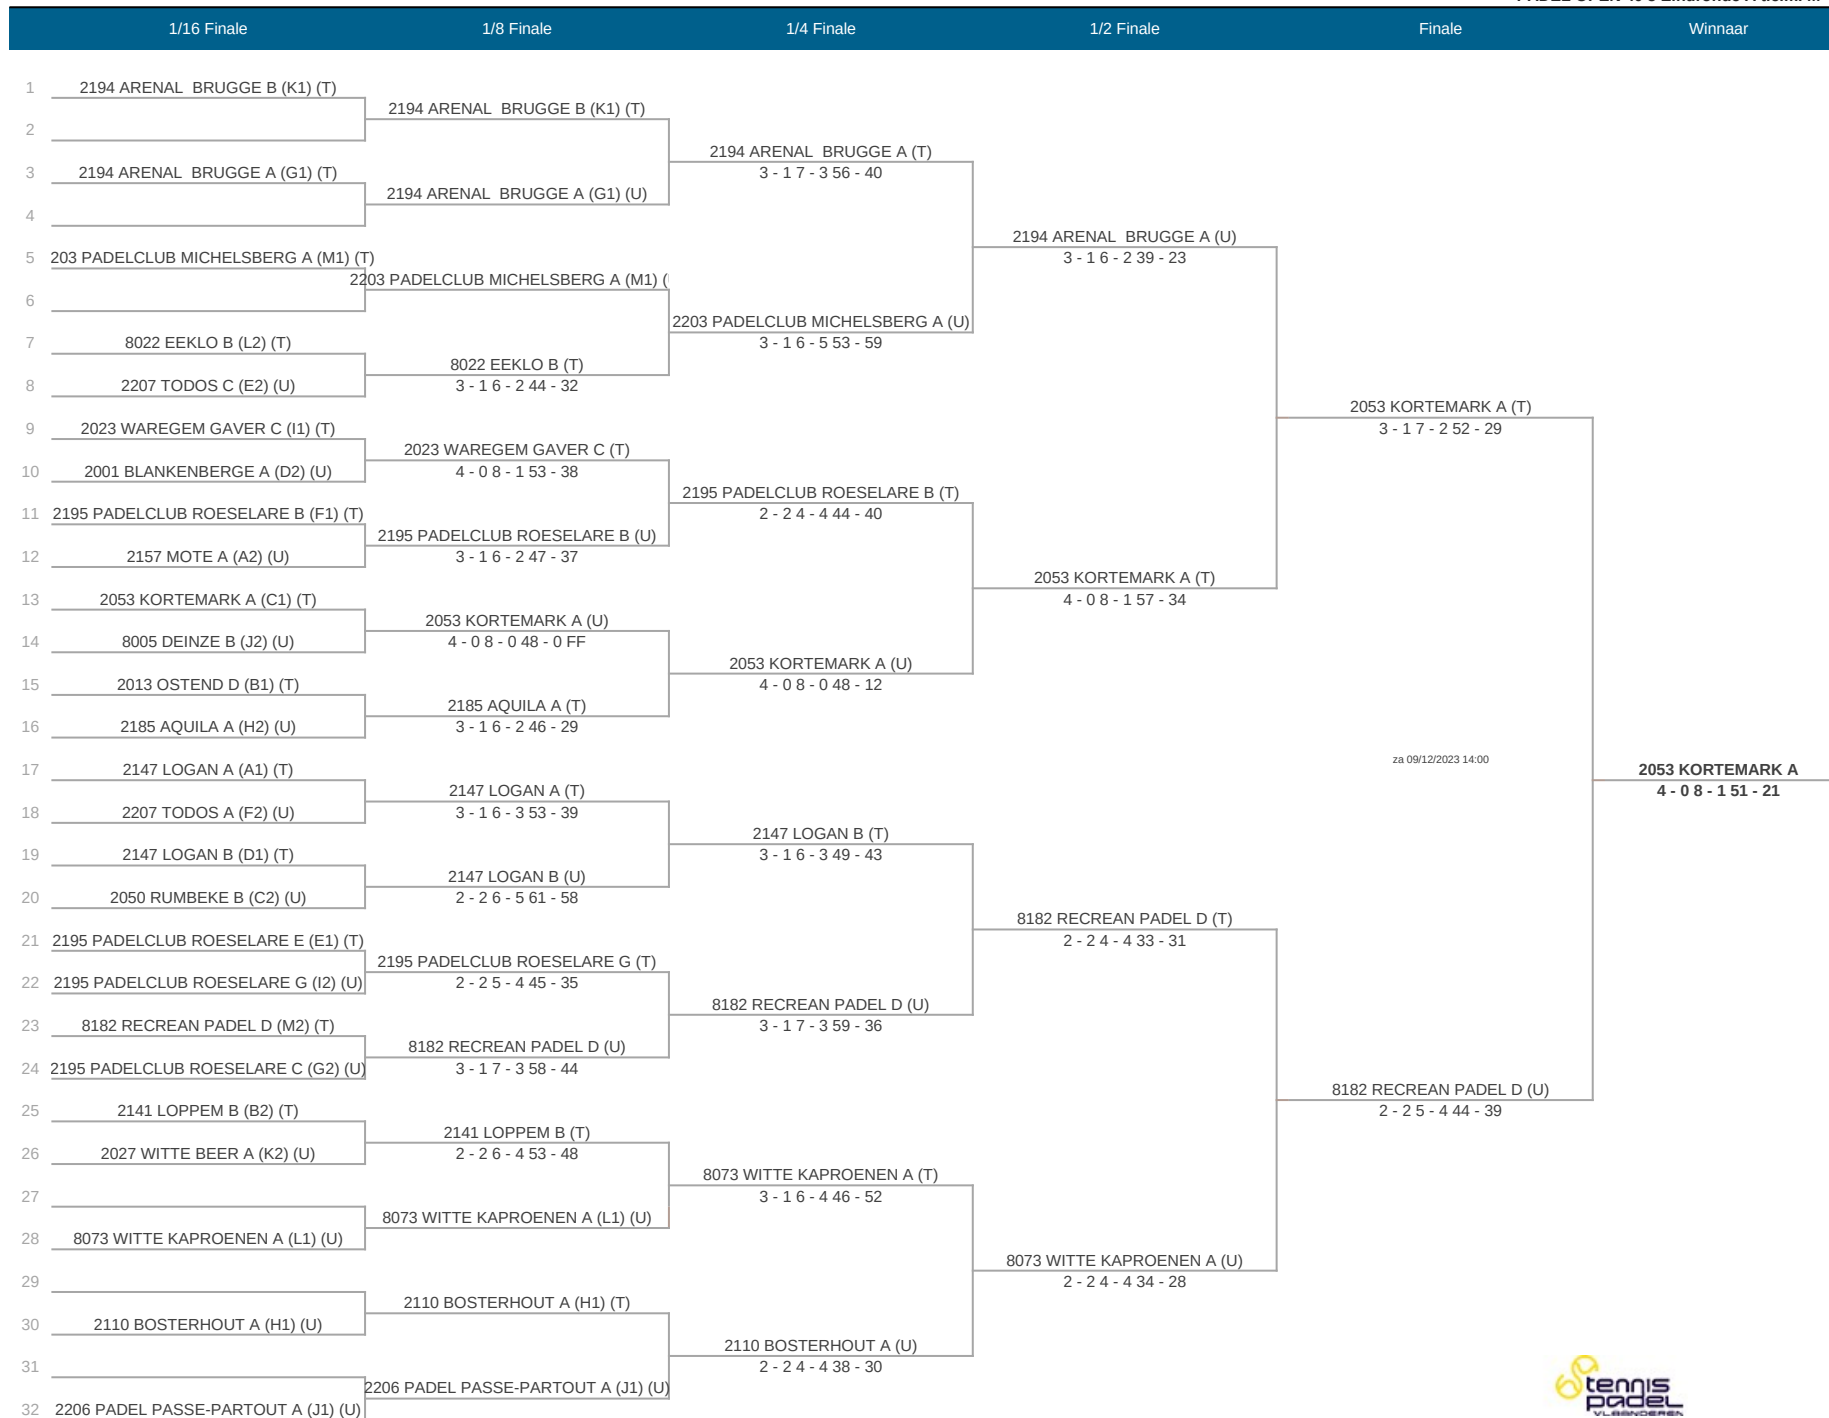 1/16 Finale 1/8 Finale 1/4 Finale 1/2 Finale Finale Winnaar
1 2194 ARENAL BRUGGE B (K1) (T)
2194 ARENAL BRUGGE B (K1) (T)
2
2194 ARENAL BRUGGE A (T)
3 2194 ARENAL BRUGGE A (G1) (T)
3 - 1 7 - 3 56 - 40
2194 ARENAL BRUGGE A (G1) (U)
4
2194 ARENAL BRUGGE A (U)
5 203 PADELCLUB MICHELSBERG A (M1) (T)
3 - 1 6 - 2 39 - 23
2203 PADELCLUB MICHELSBERG A (M1) (
6
2203 PADELCLUB MICHELSBERG A (U)
7 8022 EEKLO B (L2) (T)
3 - 1 6 - 5 53 - 59
8022 EEKLO B (T)
8 2207 TODOS C (E2) (U)
3 - 1 6 - 2 44 - 32
2053 KORTEMARK A (T)
9 2023 WAREGEM GAVER C (I1) (T)
3 - 1 7 - 2 52 - 29
2023 WAREGEM GAVER C (T)
10 2001 BLANKENBERGE A (D2) (U)
4 - 0 8 - 1 53 - 38
2195 PADELCLUB ROESELARE B (T)
11 2195 PADELCLUB ROESELARE B (F1) (T)
2 - 2 4 - 4 44 - 40
2195 PADELCLUB ROESELARE B (U)
12 2157 MOTE A (A2) (U)
3 - 1 6 - 2 47 - 37
2053 KORTEMARK A (T)
13 2053 KORTEMARK A (C1) (T)
4 - 0 8 - 1 57 - 34
2053 KORTEMARK A (U)
14 8005 DEINZE B (J2) (U)
4 - 0 8 - 0 48 - 0 FF
2053 KORTEMARK A (U)
15 2013 OSTEND D (B1) (T)
4 - 0 8 - 0 48 - 12
2185 AQUILA A (T)
16 2185 AQUILA A (H2) (U)
3 - 1 6 - 2 46 - 29
za 09/12/2023 14:00
17 2147 LOGAN A (A1) (T)
2053 KORTEMARK A
2147 LOGAN A (T)
4 - 0 8 - 1 51 - 21
18 2207 TODOS A (F2) (U)
3 - 1 6 - 3 53 - 39
2147 LOGAN B (T)
19 2147 LOGAN B (D1) (T)
3 - 1 6 - 3 49 - 43
2147 LOGAN B (U)
20 2050 RUMBEKE B (C2) (U)
2 - 2 6 - 5 61 - 58
8182 RECREAN PADEL D (T)
21 2195 PADELCLUB ROESELARE E (E1) (T)
2 - 2 4 - 4 33 - 31
2195 PADELCLUB ROESELARE G (T)
22 2195 PADELCLUB ROESELARE G (I2) (U)
2 - 2 5 - 4 45 - 35
8182 RECREAN PADEL D (U)
23 8182 RECREAN PADEL D (M2) (T)
3 - 1 7 - 3 59 - 36
8182 RECREAN PADEL D (U)
24 2195 PADELCLUB ROESELARE C (G2) (U)
3 - 1 7 - 3 58 - 44
8182 RECREAN PADEL D (U)
25 2141 LOPPEM B (B2) (T)
2 - 2 5 - 4 44 - 39
2141 LOPPEM B (T)
26 2027 WITTE BEER A (K2) (U)
2 - 2 6 - 4 53 - 48
8073 WITTE KAPROENEN A (T)
27
3 - 1 6 - 4 46 - 52
8073 WITTE KAPROENEN A (L1) (U)
28 8073 WITTE KAPROENEN A (L1) (U)
8073 WITTE KAPROENEN A (U)
29
2 - 2 4 - 4 34 - 28
2110 BOSTERHOUT A (H1) (T)
30 2110 BOSTERHOUT A (H1) (U)
2110 BOSTERHOUT A (U)
31
2 - 2 4 - 4 38 - 30
2206 PADEL PASSE-PARTOUT A (J1) (U)
32 2206 PADEL PASSE-PARTOUT A (J1) (U)
tennis
padel
VLAANDEREN